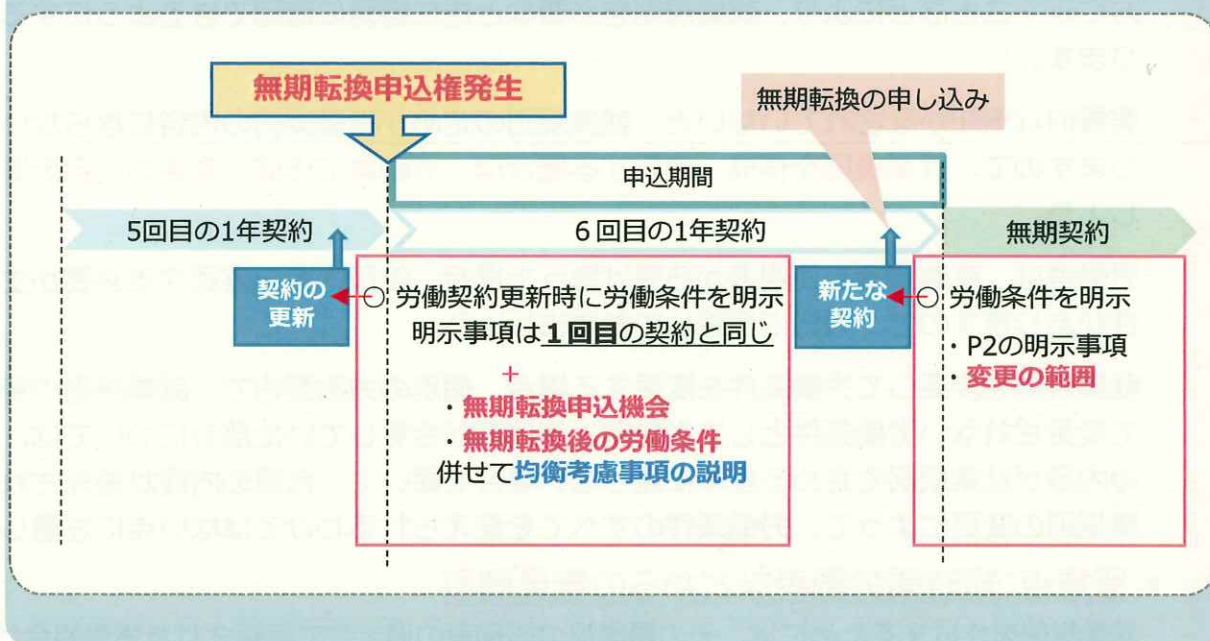 無期転換申込権発生
無期転換の申し込み
申込期間
5回目の1年契約
6回目の1年契約
無期契約
契約の
更新
○ 労働契約更新時に労働条件を明示
明示事項は1回目の契約と同じ
+
・無期転換申込機会
・無期転換後の労働条件
併せて均衡考慮事項の説明
新たな
契約
○ 労働条件を明示
・P2の明示事項
・変更の範囲